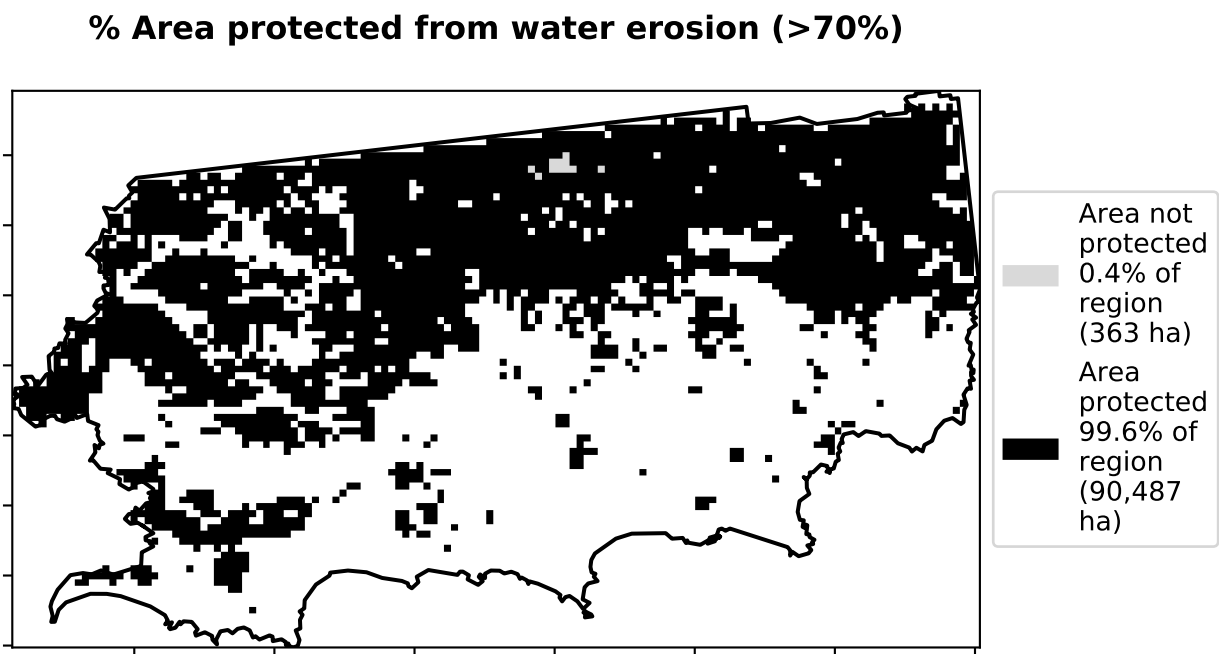 % Area protected from water erosion (>70%)
Area not
protected
0.4% of
region
(363 ha)
Area
protected
99.6% of
region
(90,487
ha)